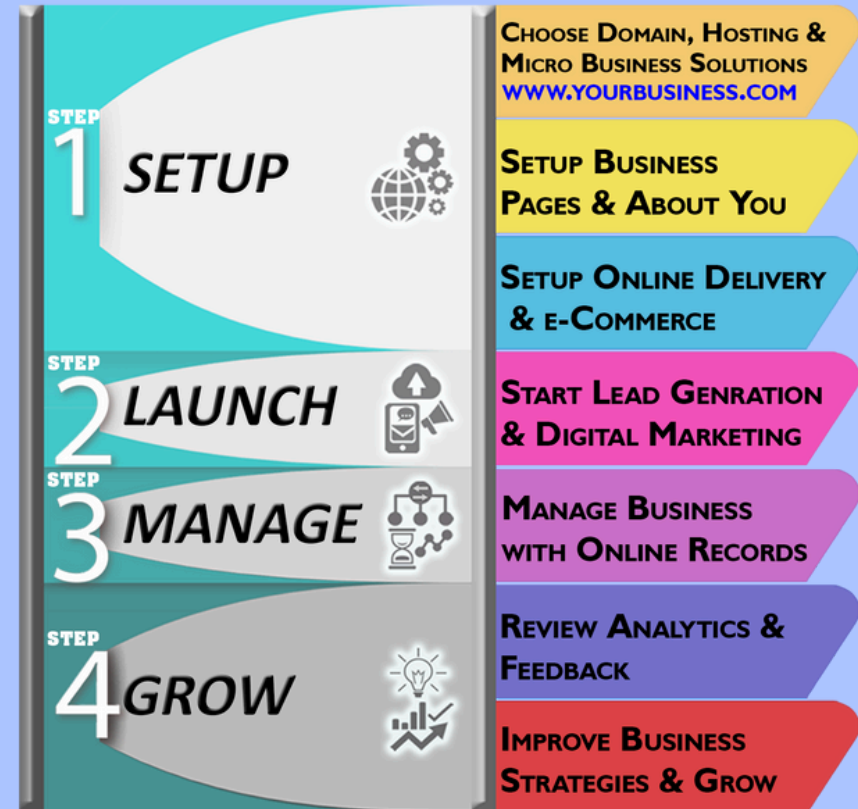 STEP
1
SETUP
CHOOSE DOMAIN, HOSTING &
MICRO BUSINESS SOLUTIONS
WWW.YOURBUSINESS.COM
SETUP BUSINESS
PAGES & ABOUT YOU
SETUP ONLINE DELIVERY
& E-COMMERCE
STEP
2
LAUNCH
START LEAD GENRATION
& DIGITAL MARKETING
STEP
3
MANAGE
MANAGE BUSINESS
WITH ONLINE RECORDS
STEP
4
GROW
REVIEW ANALYTICS &
FEEDBACK
IMPROVE BUSINESS
STRATEGIES & GROW